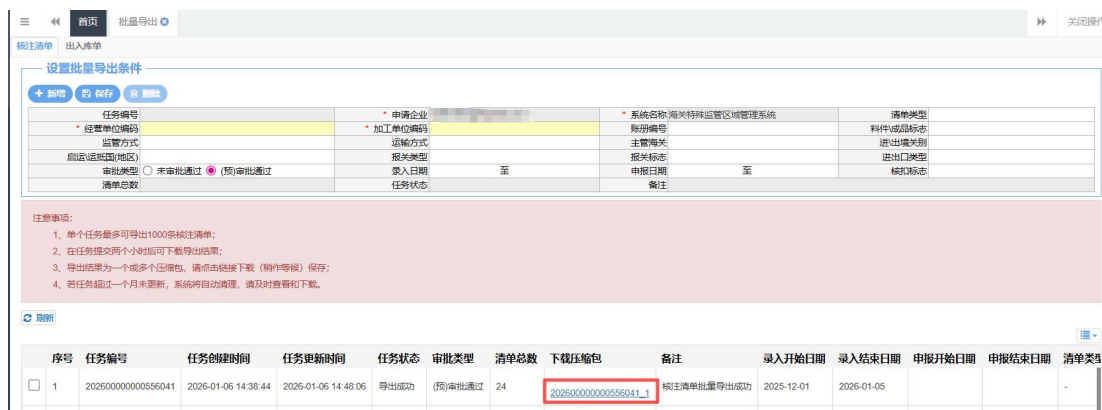 首页 批量导出 关闭操作
核注清单 出入库单
设置批量导出条件
新增 保存 删除
任务编号 * 申请企业 * 系统名称 海关特殊监管区域管理系统 清单类型
* 经营单位编码 * 加工单位编码 账册编号 料件\成品标志
监管方式 运输方式 主管海关 进\出境关别
启运\运抵国(地区) 报关类型 报关标志 进出口类型
审批类型 未审批通过 (预)审批通过 录入日期 至 申报日期 至 核扣标志
清单总数 任务状态 备注
注意事项:
1、单个任务最多可导出1000条核注清单;
2、在任务提交两个小时后可下载导出结果;
3、导出结果为一个或多个压缩包，请点击链接下载（稍作等候）保存;
4、若任务超过一个月未更新，系统将自动清理，请及时查看和下载。
刷新
序号 任务编号 任务创建时间 任务更新时间 任务状态 审批类型 清单总数 下载压缩包 备注 录入开始日期 录入结束日期 申报开始日期 申报结束日期 清单类型
1 202600000000556041 2026-01-06 14:38:44 2026-01-06 14:48:06 导出成功 (预)审批通过 24 202600000000556041_1 核注清单批量导出成功 2025-12-01 2026-01-05 -